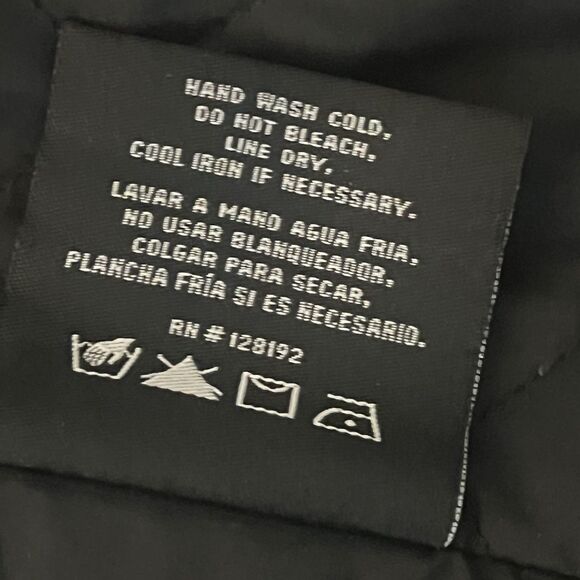 HAND WASH COLD,
DO NOT BLEACH,
LINE DRY,
COOL IRON IF NECESSARY.
LAVAR A MANO AGUA FRIA,
NO USAR BLANQUEADOR,
COLGAR PARA SECAR,
PLANCHA FRÍA SI ES NECESARIO.
RN # 128192